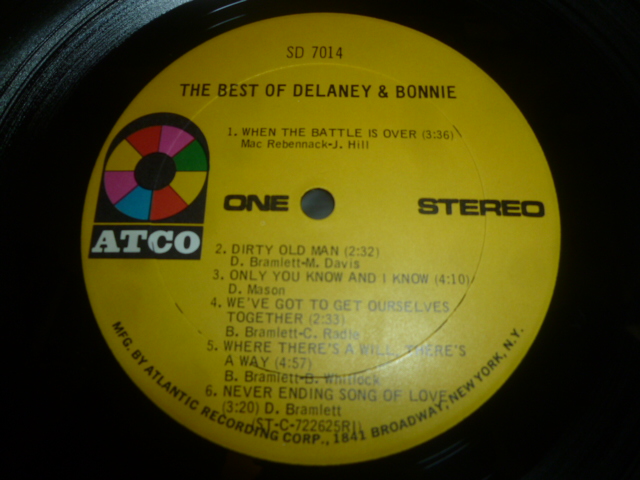 SD 7014
THE BEST OF DELANEY & BONNIE
1. WHEN THE BATTLE IS OVER (3:36)
Mac Rebennack-J. Hill
ONE
STEREO
ATCO
2. DIRTY OLD MAN (2:32)
D. Bramlett-M. Davis
3. ONLY YOU KNOW AND I KNOW (4:10)
D. Mason
4. WE'VE GOT TO GET OURSELVES
TOGETHER (2:33)
B. Bramlett-C. Radle
5. WHERE THERE'S A WILL, THERE'S
A WAY (4:57)
B. Bramlett-B. Whitlock
6. NEVER ENDING SONG OF LOVE
(3:20) D. Bramlett
(ST-C-722625RI)
MFG. BY ATLANTIC RECORDING CORP., 1841 BROADWAY, NEW YORK, N.Y.